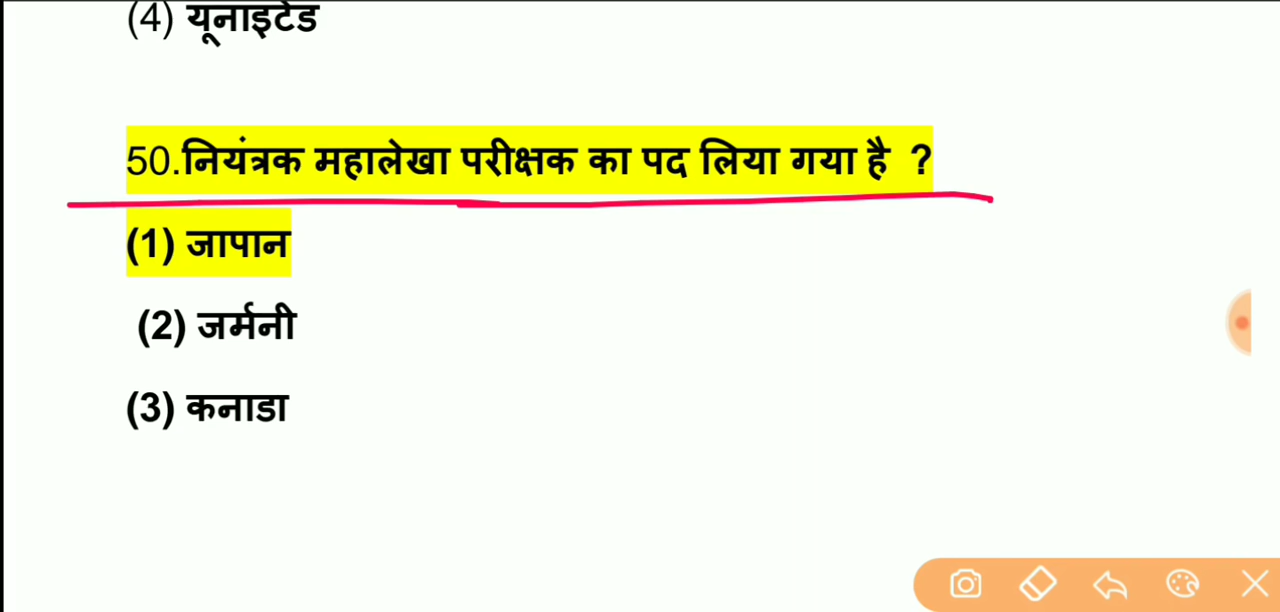 (4) यूनाइटेड
50.नियंत्रक महालेखा परीक्षक का पद लिया गया है ?
(1) जापान
(2) जर्मनी
(3) कनाडा